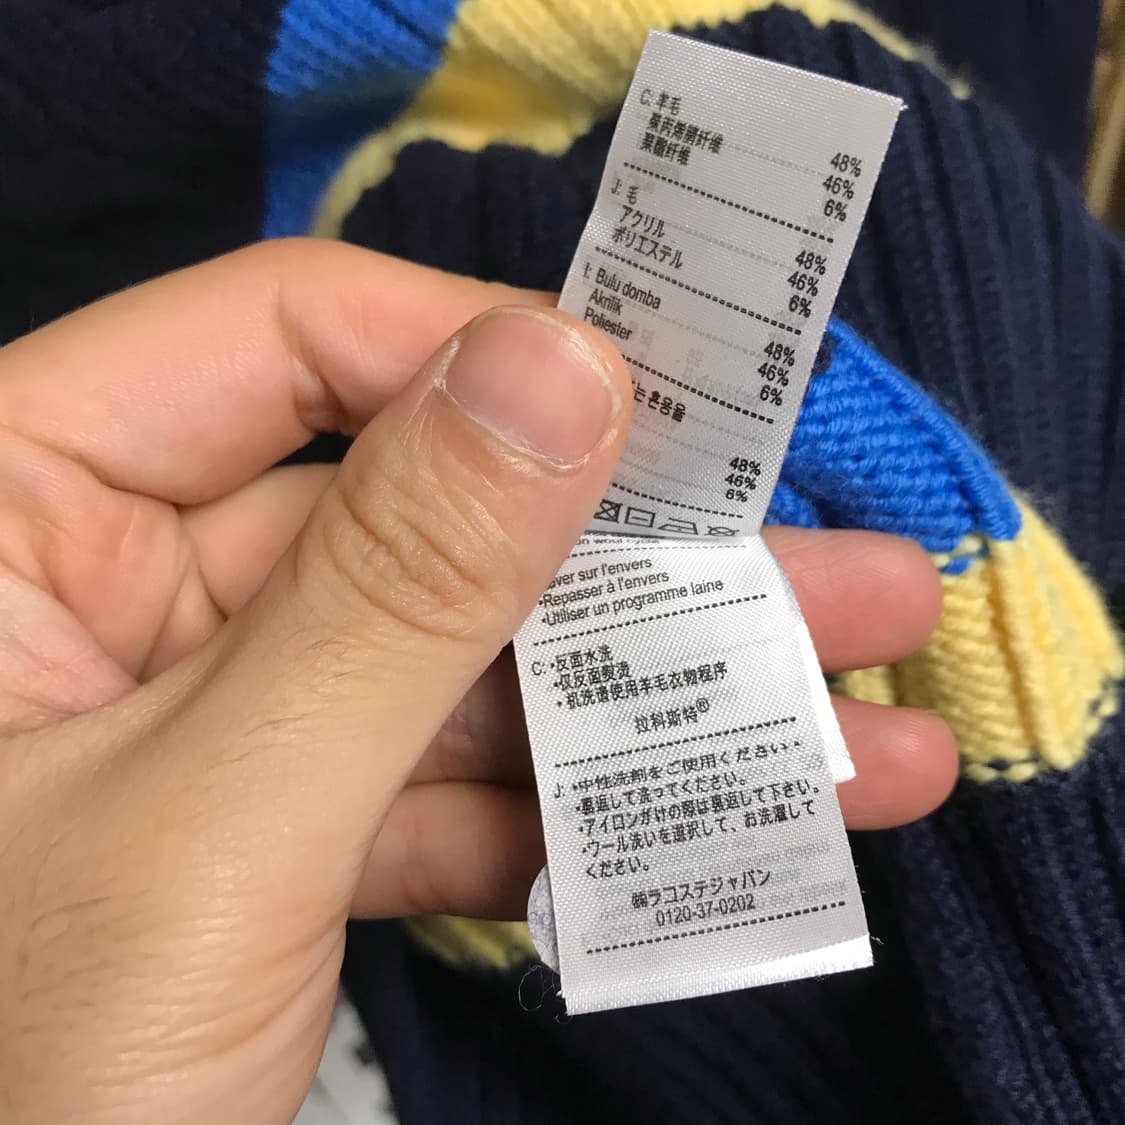 C: 羊毛 48%
聚丙烯腈纤维 46%
聚酯纤维 6%
J: 毛 48%
アクリル 46%
ポリエステル 6%
I: Bulu domba 48%
Akrilik 46%
Poliester 6%
는 혼용율
48%
46%
6%
sur l'envers
•Repasser à l'envers
•Utiliser un programme laine
C: •反面水洗
•仅反面熨烫
•机洗请使用羊毛衣物程序
拉科斯特®
J: •中性洗剤をご使用ください。
•裏返して洗ってください。
•アイロンがけの際は裏返して下さい。
•ウール洗いを選択して、お洗濯して
ください。
㈱ラコステジャパン
0120-37-0202